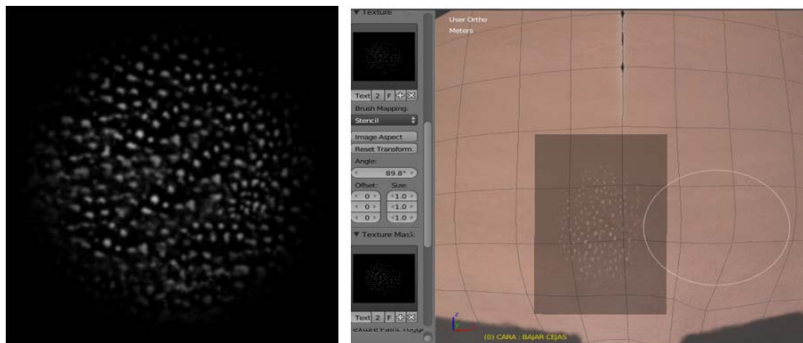 ▼ Texture
Text 2 F
Brush Mapping:
Stencil
Image Aspect
Reset Transform
Angle:
89.8°
Offset: Size:
0 1.0
0 1.0
0 1.0
▼ Texture Mask
Text 2 F
User Ortho
Meters
z
(0) CARA : BAJAR CEJAS